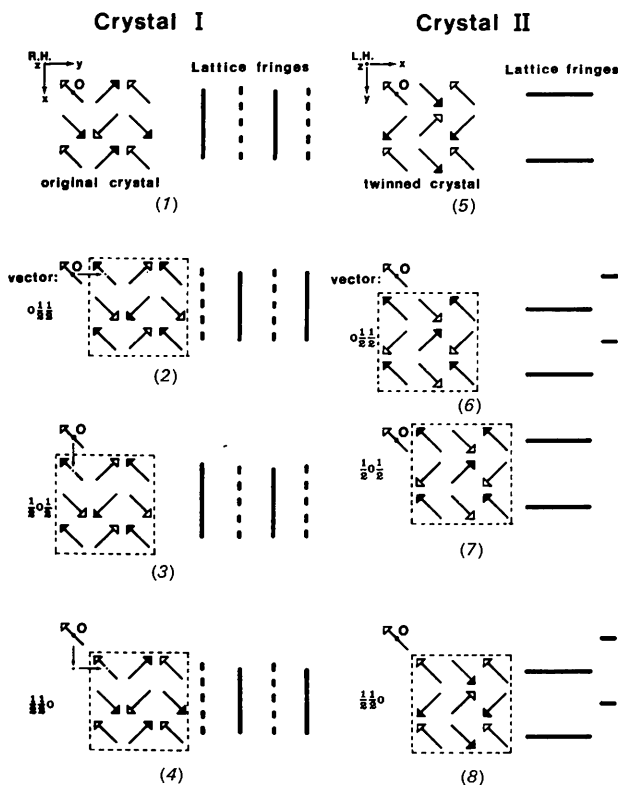 Crystal I
Crystal II
R.H.
z
y
x
O
Lattice fringes
original crystal
(1)
L.H.
z
x
y
O
Lattice fringes
twinned crystal
(5)
vector:
O
0½½
(2)
vector:
O
0½½
(6)
O
½0½
(3)
O
½0½
(7)
O
½½0
(4)
O
½½0
(8)